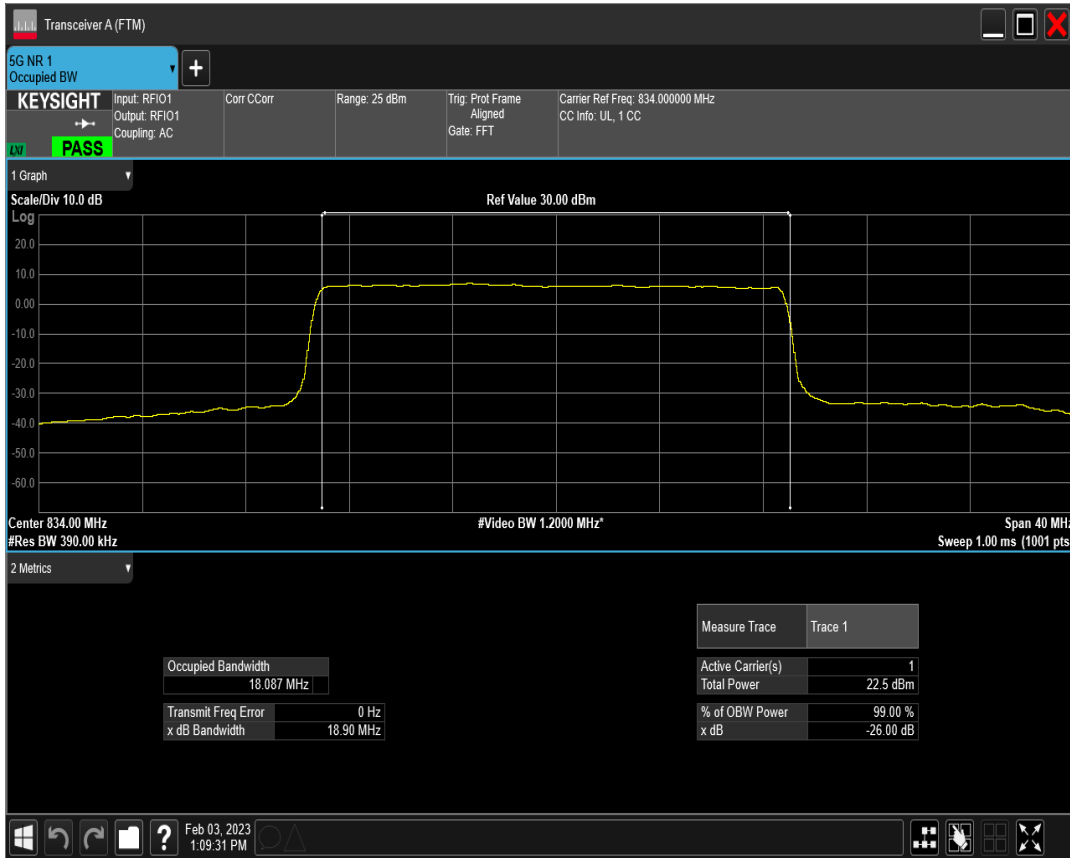 Transceiver A (FTM)
5G NR 1
Occupied BW
+
KEYSIGHT
LXI
PASS
Input: RFIO1
Output: RFIO1
Coupling: AC
Corr CCorr
Range: 25 dBm
Trig: Prot Frame
Aligned
Gate: FFT
Carrier Ref Freq: 834.000000 MHz
CC Info: UL, 1 CC
1 Graph
Scale/Div 10.0 dB
Ref Value 30.00 dBm
Log
20.0
10.0
0.00
-10.0
-20.0
-30.0
-40.0
-50.0
-60.0
Center 834.00 MHz
#Video BW 1.2000 MHz*
Span 40 MHz
#Res BW 390.00 kHz
Sweep 1.00 ms (1001 pts
2 Metrics
Measure Trace Trace 1
Occupied Bandwidth
18.087 MHz
Active Carrier(s) 1
Total Power 22.5 dBm
Transmit Freq Error 0 Hz
x dB Bandwidth 18.90 MHz
% of OBW Power 99.00 %
x dB -26.00 dB
?
Feb 03, 2023
1:09:31 PM